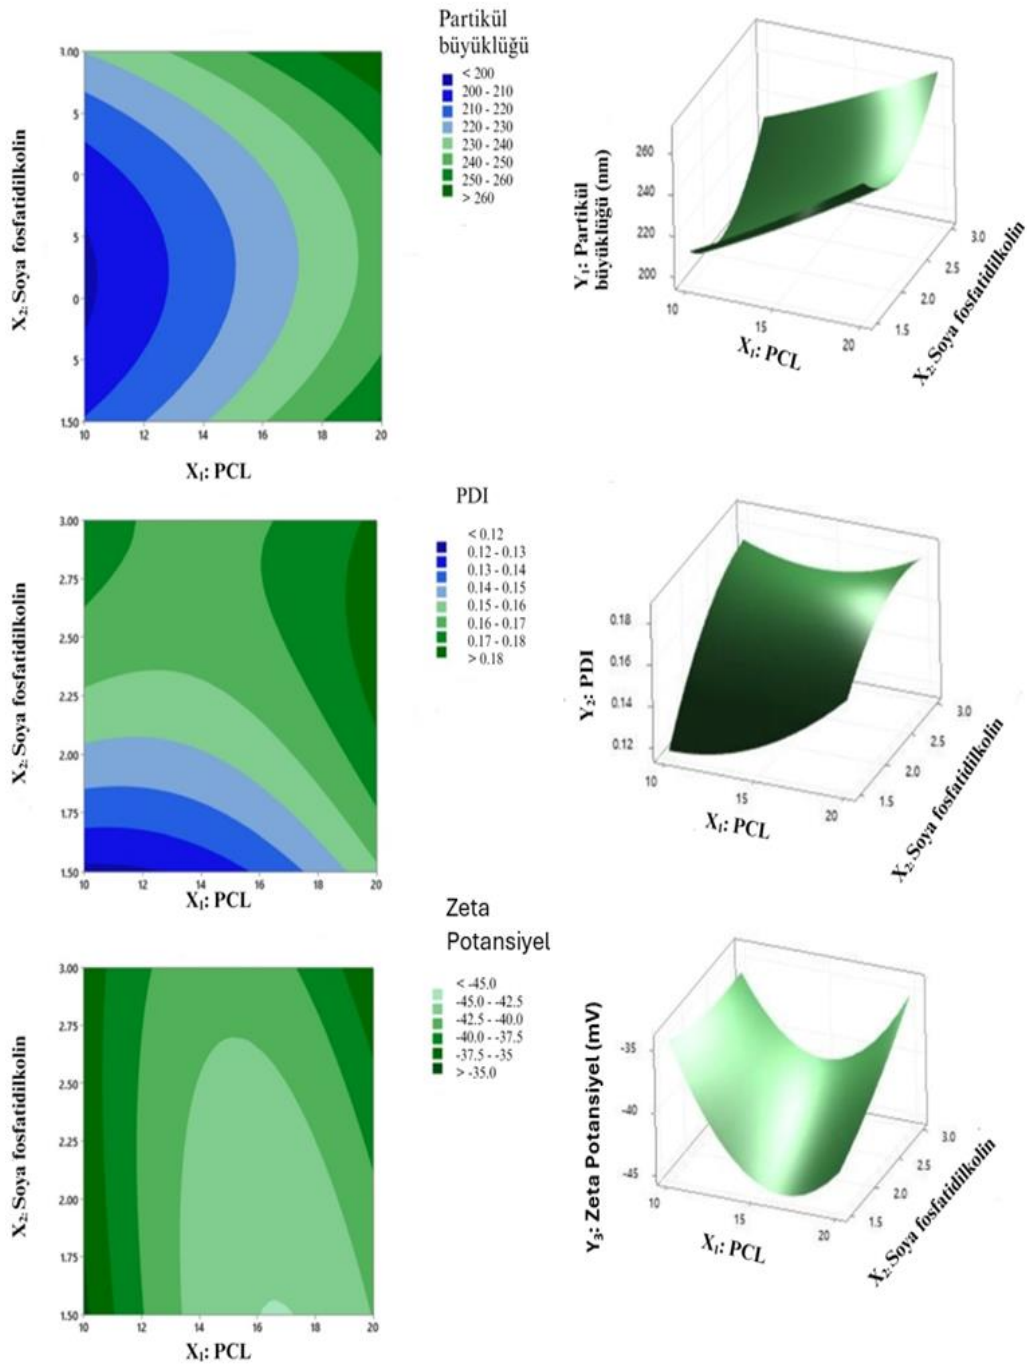 Partikül
büyüklüğü
< 200
200 - 210
210 - 220
220 - 230
230 - 240
240 - 250
250 - 260
> 260
X₂: Soya fosfatidilkolin
3.00
5
0
5
0
5
1.50
10 12 14 16 18 20
X₁: PCL
Y₁: Partikül
büyüklüğü (nm)
260
240
220
200
10 15 20
X₁: PCL
1.5 2.0 2.5 3.0
X₂: Soya fosfatidilkolin
PDI
< 0.12
0.12 - 0.13
0.13 - 0.14
0.14 - 0.15
0.15 - 0.16
0.16 - 0.17
0.17 - 0.18
> 0.18
X₂: Soya fosfatidilkolin
3.00
2.75
2.50
2.25
2.00
1.75
1.50
10 12 14 16 18 20
X₁: PCL
Y₂: PDI
0.18
0.16
0.14
0.12
10 15 20
X₁: PCL
1.5 2.0 2.5 3.0
X₂: Soya fosfatidilkolin
Zeta
Potansiyel
< -45.0
-45.0 - -42.5
-42.5 - -40.0
-40.0 - -37.5
-37.5 - -35
> -35.0
X₂: Soya fosfatidilkolin
3.00
2.75
2.50
2.25
2.00
1.75
1.50
10 12 14 16 18 20
X₁: PCL
Y₃: Zeta Potansiyel (mV)
-35
-40
-45
10 15 20
X₁: PCL
1.5 2.0 2.5 3.0
X₂: Soya fosfatidilkolin